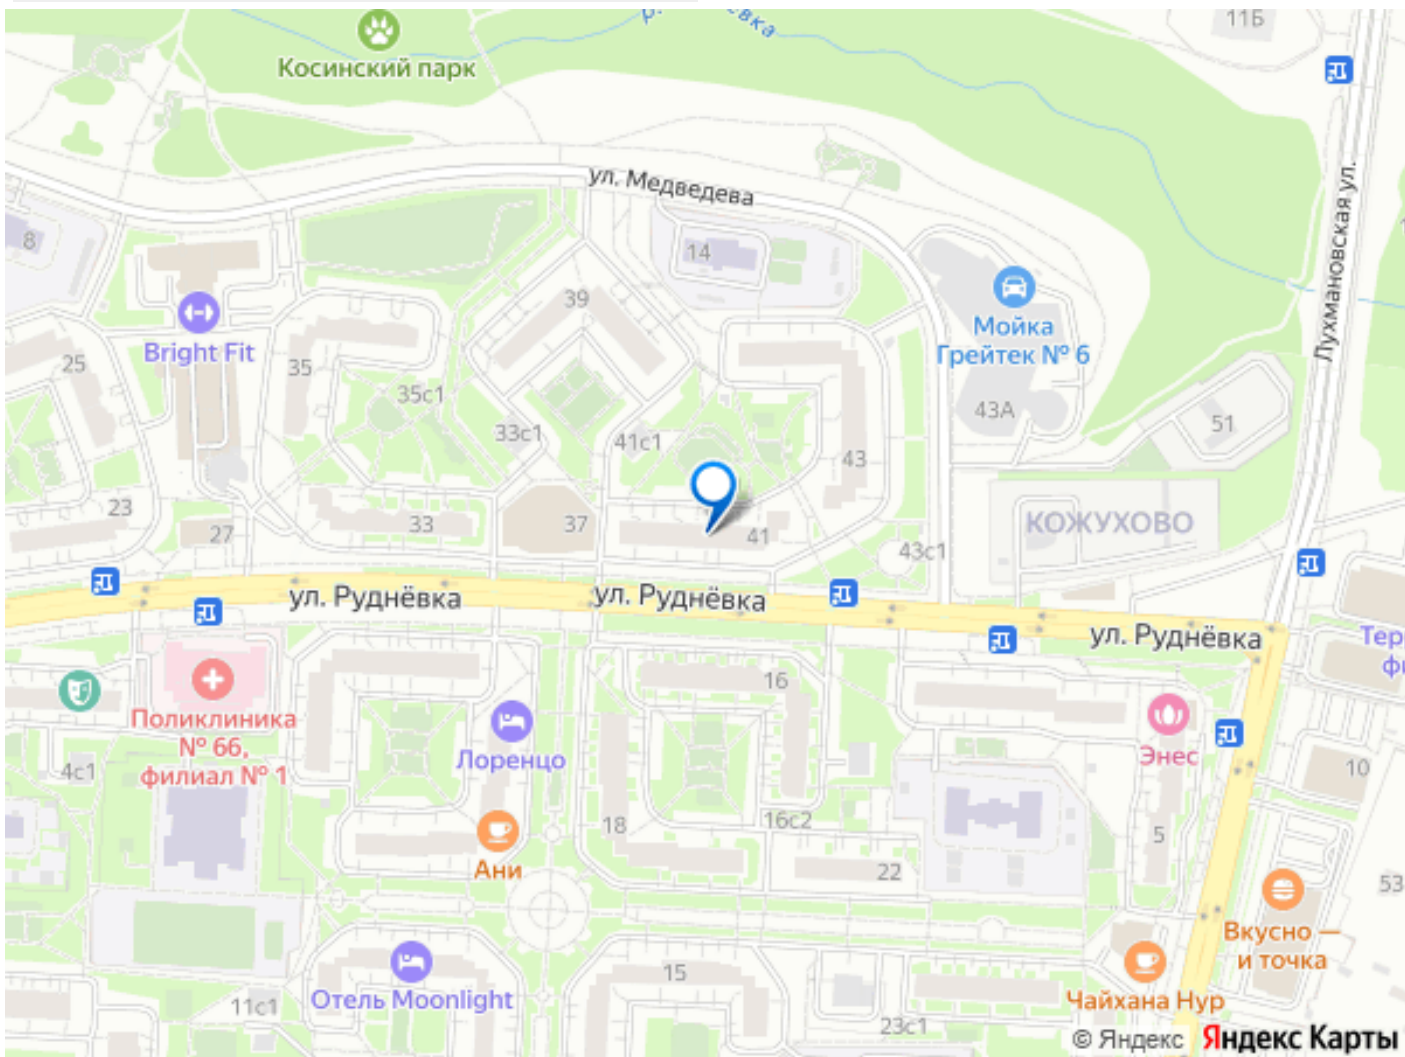 11Б
Косинский парк
ул. Медведева
Лухмановская ул.
8
14
39
Мойка
Грейтек № 6
Bright Fit
25
35
35с1
43А
51
33с1
41с1
43
23
27
33
37
41
КОЖУХОВО
43с1
ул. Руднёвка
ул. Руднёвка
ул. Руднёвка
16
Поликлиника
№ 66,
филиал № 1
Лоренцо
Энес
4с1
10
18
16с2
5
Ани
22
53
Вкусно —
и точка
15
Отель Moonlight
11с1
Чайхана Нур
23с1
© Яндекс Яндекс Карты